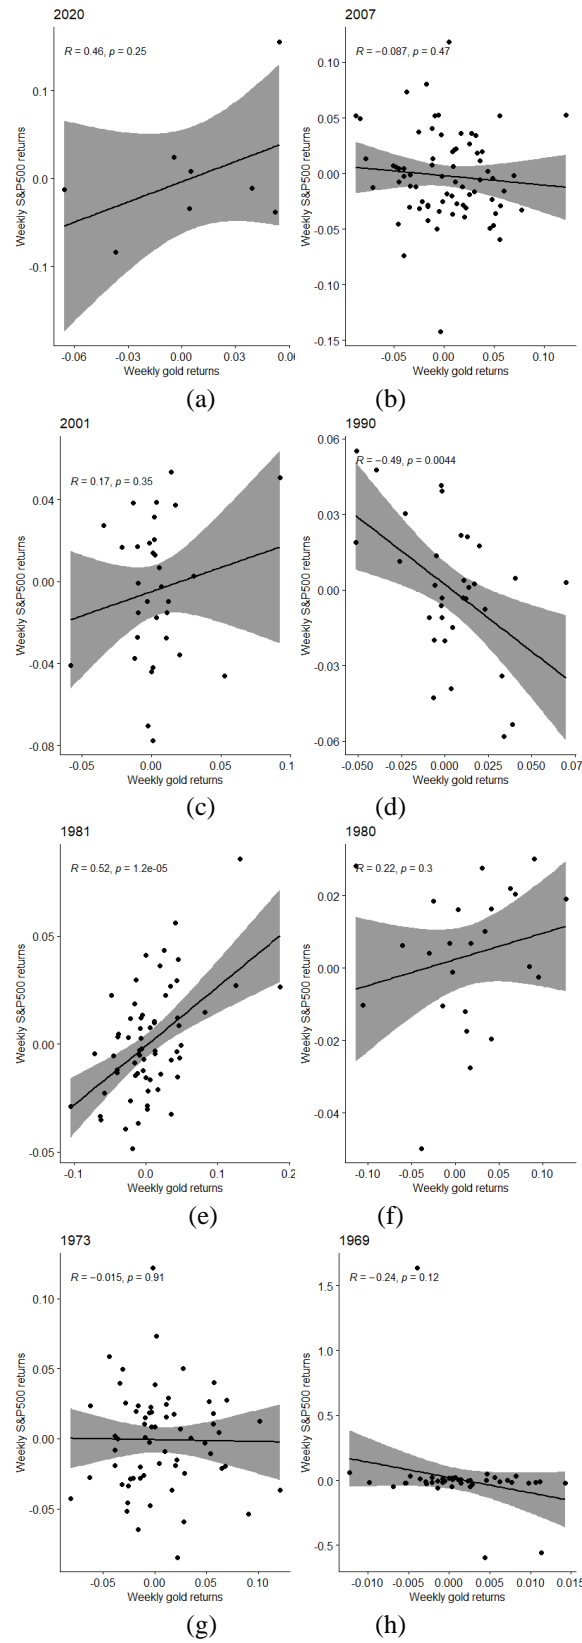 2020
R = 0.46, p = 0.25
Weekly S&P500 returns
0.1
0.0
-0.1
-0.06
-0.03
0.00
0.03
Weekly gold returns
(a)
2007
R = −0.087, p = 0.47
Weekly S&P500 returns
0.10
0.05
0.00
-0.05
-0.10
-0.15
-0.05
0.00
0.05
0.10
Weekly gold returns
(b)
2001
R = 0.17, p = 0.35
Weekly S&P500 returns
0.04
0.00
-0.04
-0.08
-0.05
0.00
0.05
0.1
Weekly gold returns
(c)
1990
R = −0.49, p = 0.0044
Weekly S&P500 returns
0.06
0.03
0.00
-0.03
-0.06
-0.050
-0.025
0.000
0.025
0.050
0.07
Weekly gold returns
(d)
1981
R = 0.52, p = 1.2e-05
Weekly S&P500 returns
0.05
0.00
-0.05
-0.1
0.0
0.1
0.2
Weekly gold returns
(e)
1980
R = 0.22, p = 0.3
Weekly S&P500 returns
0.02
0.00
-0.02
-0.04
-0.10
-0.05
0.00
0.05
0.10
Weekly gold returns
(f)
1973
R = −0.015, p = 0.91
Weekly S&P500 returns
0.10
0.05
0.00
-0.05
-0.05
0.00
0.05
0.10
Weekly gold returns
(g)
1969
R = −0.24, p = 0.12
Weekly S&P500 returns
1.5
1.0
0.5
0.0
-0.5
-0.010
-0.005
0.000
0.005
0.010
0.015
Weekly gold returns
(h)